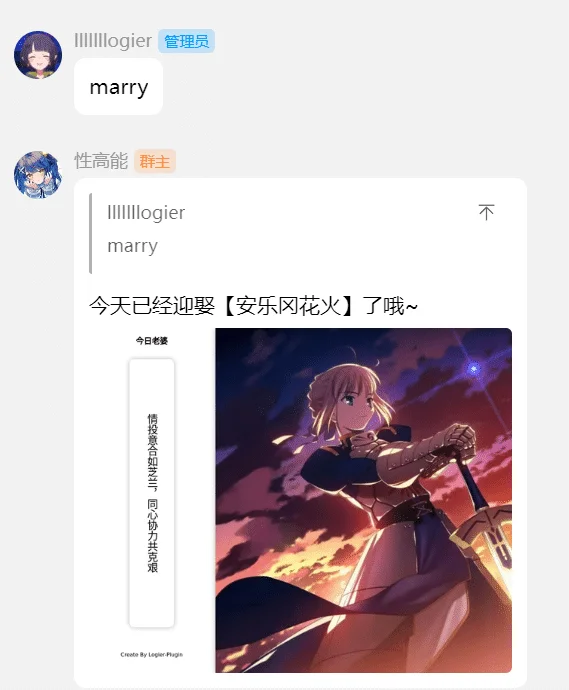 lllllllogier 管理员
marry
性高能 群主
lllllllogier
marry
今天已经迎娶【安乐冈花火】了哦~
今日老婆
情投意合如芝兰，同心协力共克艰
Create By Logier-Plugin